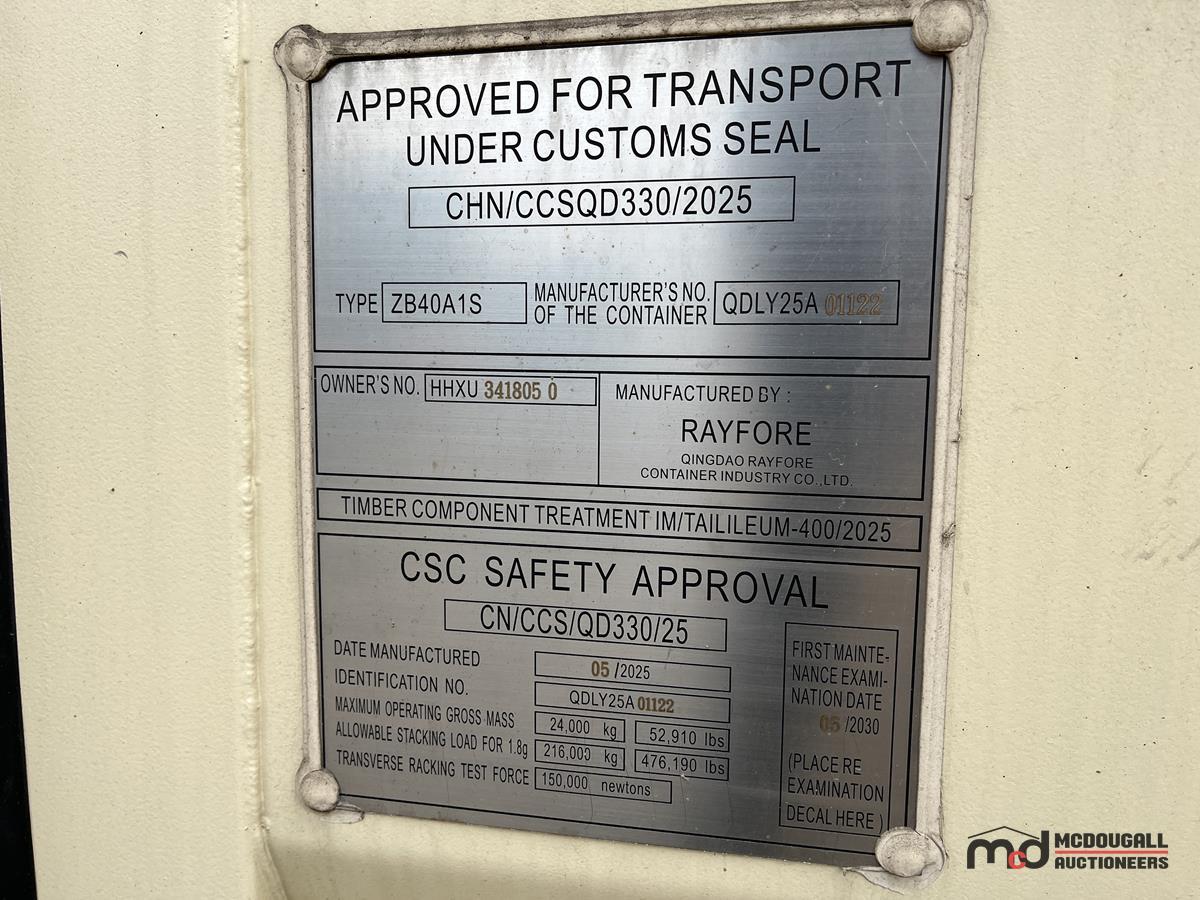 APPROVED FOR TRANSPORT
UNDER CUSTOMS SEAL
CHN/CCSQD330/2025
TYPE ZB40A1S
MANUFACTURER'S NO.
OF THE CONTAINER
QDLY25A 01122
OWNER'S NO. HHXU 341805 0
MANUFACTURED BY :
RAYFORE
QINGDAO RAYFORE
CONTAINER INDUSTRY CO.,LTD.
TIMBER COMPONENT TREATMENT IM/TAILILEUM-400/2025
CSC SAFETY APPROVAL
CN/CCS/QD330/25
DATE MANUFACTURED 05 /2025
IDENTIFICATION NO. QDLY25A 01122
MAXIMUM OPERATING GROSS MASS 24,000 kg 52,910 lbs
ALLOWABLE STACKING LOAD FOR 1.8g 216,000 kg 476,190 lbs
TRANSVERSE RACKING TEST FORCE 150,000 newtons
FIRST MAINTE-
NANCE EXAMI-
NATION DATE
05 /2030
(PLACE RE
EXAMINATION
DECAL HERE )
mcd MCDOUGALL
AUCTIONEERS